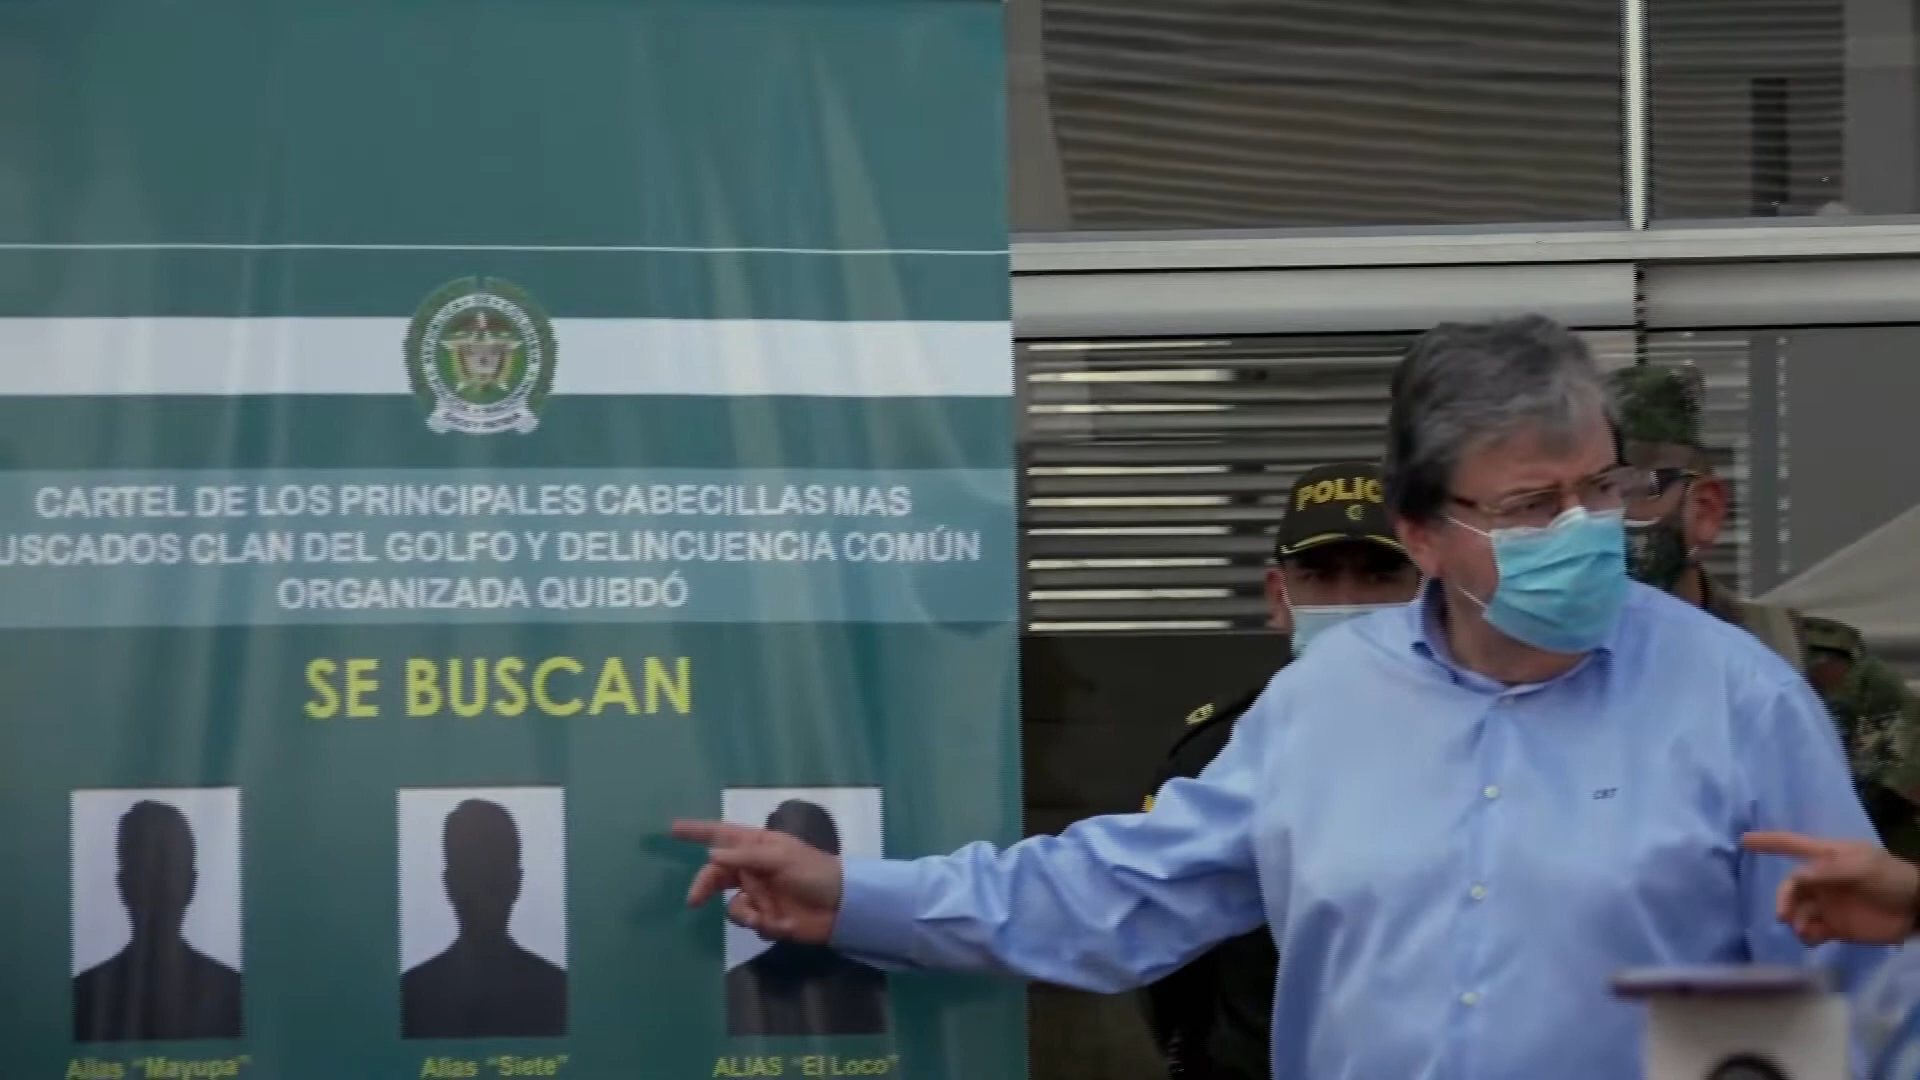 CARTEL DE LOS PRINCIPALES CABECILLAS MAS
USCADOS CLAN DEL GOLFO Y DELINCUENCIA COMÚN
ORGANIZADA QUIBDÓ
SE BUSCAN
Alias "Mayupa" Alias "Siete" ALIAS "El Loco"
POLIC
CBT